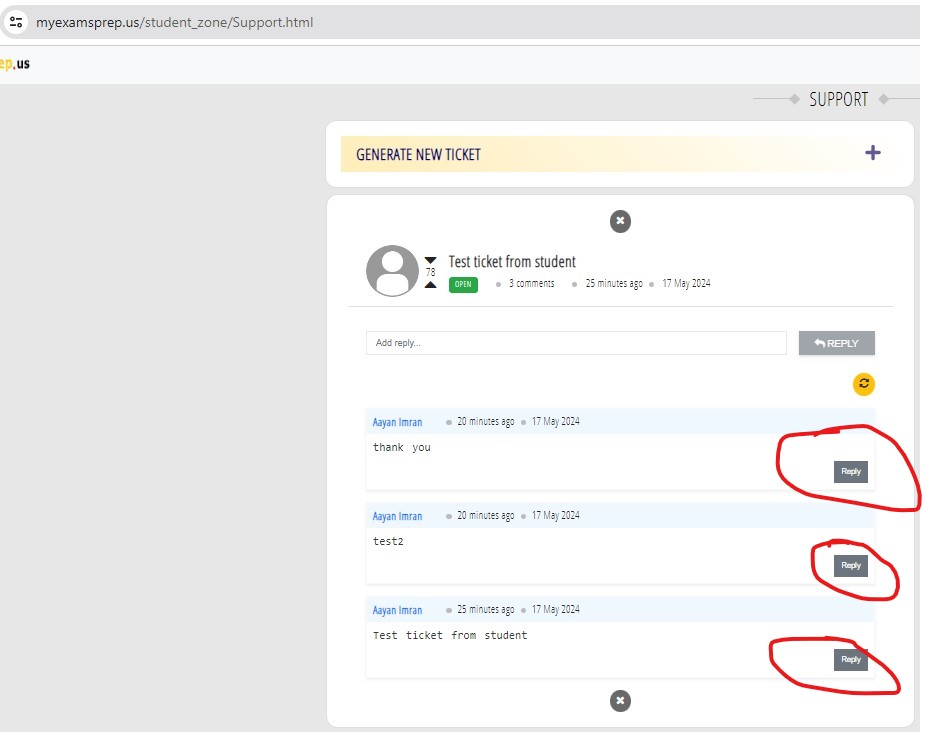 myexamsprep.us/student_zone/Support.html
ep.us
SUPPORT
GENERATE NEW TICKET
Test ticket from student
78
OPEN 3 comments 25 minutes ago 17 May 2024
Add reply... REPLY
Aayan Imran 20 minutes ago 17 May 2024
thank you
Reply
Aayan Imran 20 minutes ago 17 May 2024
test2
Reply
Aayan Imran 25 minutes ago 17 May 2024
Test ticket from student
Reply